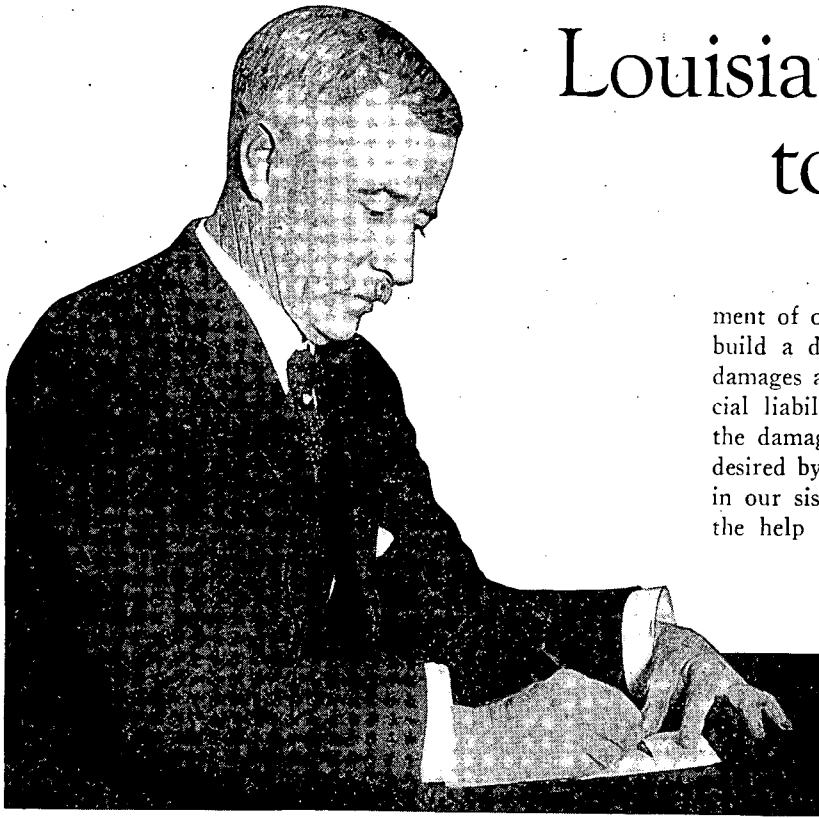 Louisia
to
ment of o
build a d
damages a
cial liabil
the damag
desired by
in our sis
the help